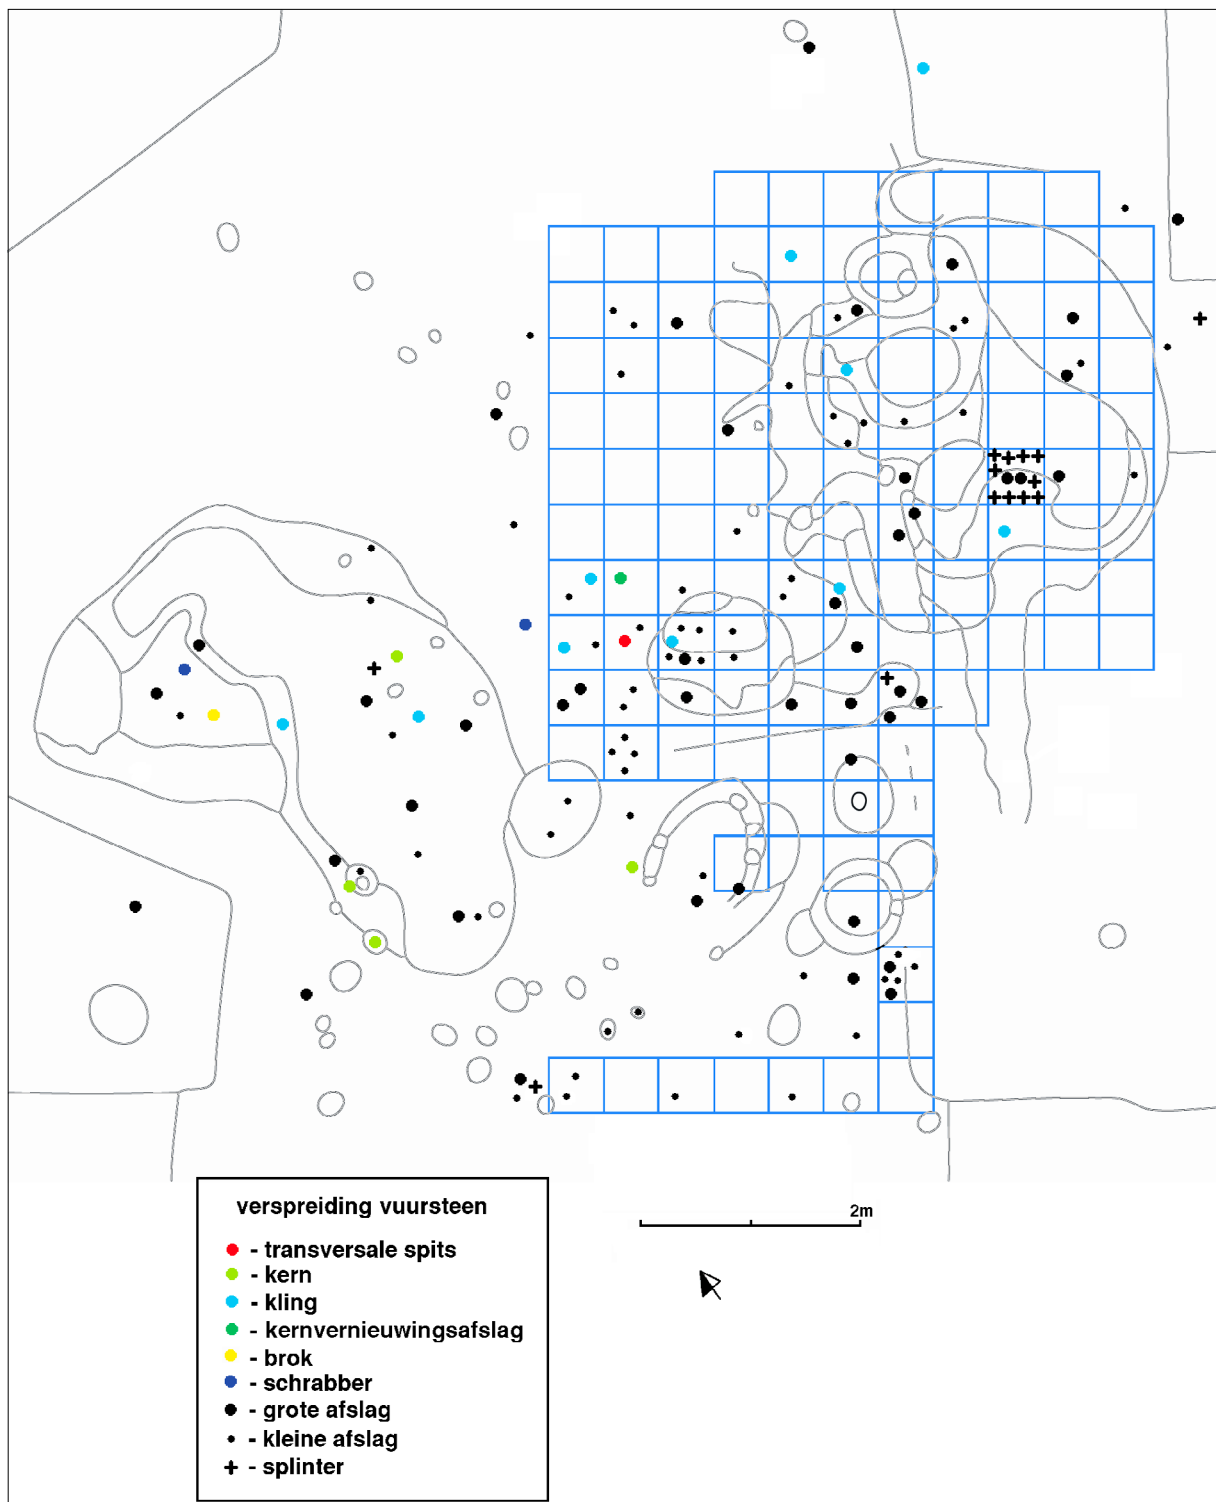 2m
verspreiding vuursteen
- transversale spits
- kern
- kling
- kernvernieuwingsafslag
- brok
- schrabber
- grote afslag
- kleine afslag
- splinter